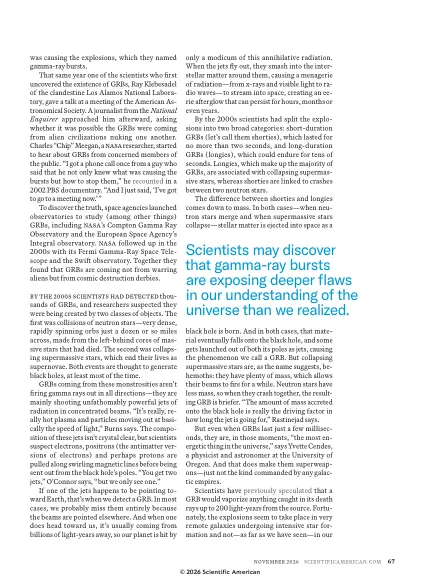 was causing the explosions, which they named
gamma-ray bursts.
That same year one of the scientists who first
uncovered the existence of GRBs, Ray Klebesadel
of the clandestine Los Alamos National Labora-
tory, gave a talk at a meeting of the American As-
tronomical Society. A journalist from the National
Enquirer approached him afterward, asking
whether it was possible the GRBs were coming
from alien civilizations nuking one another.
Charles “Chip” Meegan, a NASA researcher, started
to hear about GRBs from concerned members of
the public. “I got a phone call once from a guy who
said that he not only knew what was causing the
bursts but how to stop them,” he recounted in a
2002 PBS documentary. “And I just said, ‘I’ve got
to go to a meeting now.’ ”
To discover the truth, space agencies launched
observatories to study (among other things)
GRBs, including NASA’s Compton Gamma Ray
Observatory and the European Space Agency’s
Integral observatory. NASA followed up in the
2000s with its Fermi Gamma-Ray Space Tele-
scope and the Swift observatory. Together they
found that GRBs are coming not from warring
aliens but from cosmic destruction derbies.
BY THE 2000S SCIENTISTS HAD DETECTED thou-
sands of GRBs, and researchers suspected they
were being created by two classes of objects. The
first was collisions of neutron stars—very dense,
rapidly spinning orbs just a dozen or so miles
across, made from the left-behind cores of mas-
sive stars that had died. The second was collaps-
ing supermassive stars, which end their lives as
supernovae. Both events are thought to generate
black holes, at least most of the time.
GRBs coming from these monstrosities aren’t
firing gamma rays out in all directions—they are
mainly shooting unfathomably powerful jets of
radiation in concentrated beams. “It’s really, re-
ally hot plasma and particles moving out at basi-
cally the speed of light,” Burns says. The compo-
sition of these jets isn’t crystal clear, but scientists
suspect electrons, positrons (the antimatter ver-
sions of electrons) and perhaps protons are
pulled along swirling magnetic lines before being
sent out from the black hole’s poles. “You get two
jets,” O’Connor says, “but we only see one.”
If one of the jets happens to be pointing to-
ward Earth, that’s when we detect a GRB. In most
cases, we probably miss them entirely because
the beams are pointed elsewhere. And when one
does head toward us, it’s usually coming from
billions of light-years away, so our planet is hit by
only a modicum of this annihilative radiation.
When the jets fly out, they smash into the inter-
stellar matter around them, causing a menagerie
of radiation—from x-rays and visible light to ra-
dio waves—to stream into space, creating an ee-
rie afterglow that can persist for hours, months or
even years.
By the 2000s scientists had split the explo-
sions into two broad categories: short-duration
GRBs (let’s call them shorties), which lasted for
no more than two seconds, and long-duration
GRBs (longies), which could endure for tens of
seconds. Longies, which make up the majority of
GRBs, are associated with collapsing supermas-
sive stars, whereas shorties are linked to crashes
between two neutron stars.
The difference between shorties and longies
comes down to mass. In both cases—when neu-
tron stars merge and when supermassive stars
collapse—stellar matter is ejected into space as a
Scientists may discover
that gamma-ray bursts
are exposing deeper flaws
in our understanding of the
universe than we realized.
black hole is born. And in both cases, that mate-
rial eventually falls onto the black hole, and some
gets launched out of both its poles as jets, causing
the phenomenon we call a GRB. But collapsing
supermassive stars are, as the name suggests, be-
hemoths: they have plenty of mass, which allows
their beams to fire for a while. Neutron stars have
less mass, so when they crash together, the result-
ing GRB is briefer. “The amount of mass accreted
onto the black hole is really the driving factor in
how long the jet is going for,” Rastinejad says.
But even when GRBs last just a few millisec-
onds, they are, in those moments, “the most en-
ergetic thing in the universe,” says Yvette Cendes,
a physicist and astronomer at the University of
Oregon. And that does make them superweap-
ons—just not the kind commanded by any galac-
tic empires.
Scientists have previously speculated that a
GRB would vaporize anything caught in its death
rays up to 200 light-years from the source. For-
tunately, the explosions seem to take place in very
remote galaxies undergoing intensive star for-
mation and not—as far as we have seen—in our
NOVEMBER 2026 SCIENTIFICAMERICAN.COM 67
© 2026 Scientific American